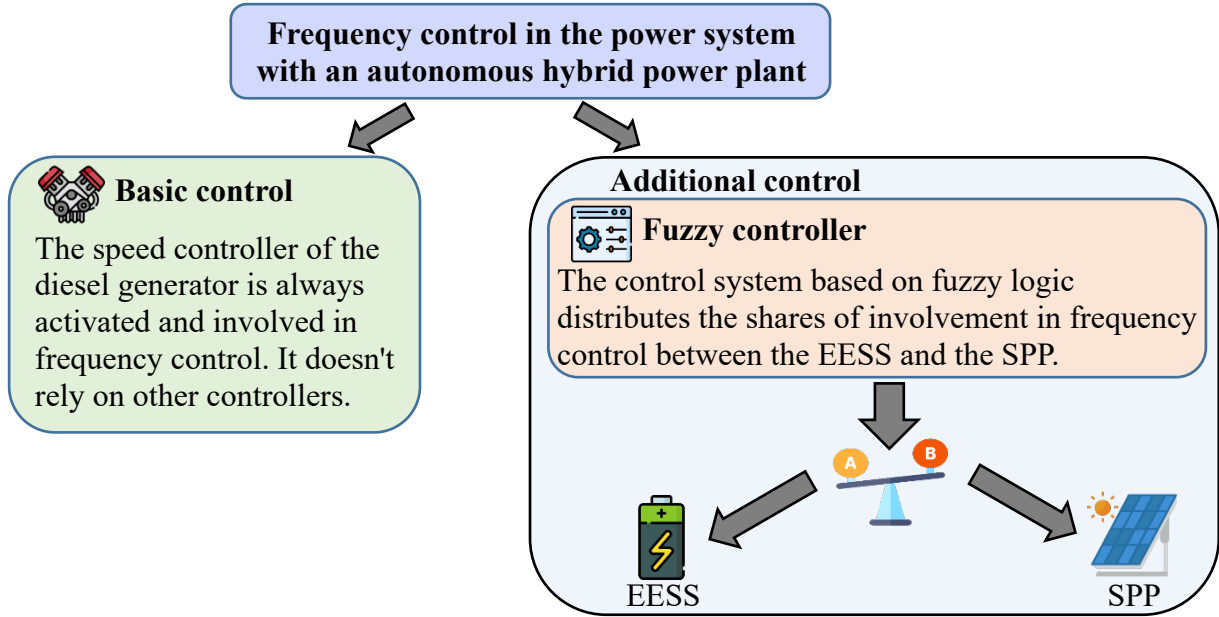 Frequency control in the power system
with an autonomous hybrid power plant
Basic control
The speed controller of the
diesel generator is always
activated and involved in
frequency control. It doesn't
rely on other controllers.
Additional control
Fuzzy controller
The control system based on fuzzy logic
distributes the shares of involvement in frequency
control between the EESS and the SPP.
A
B
EESS
SPP